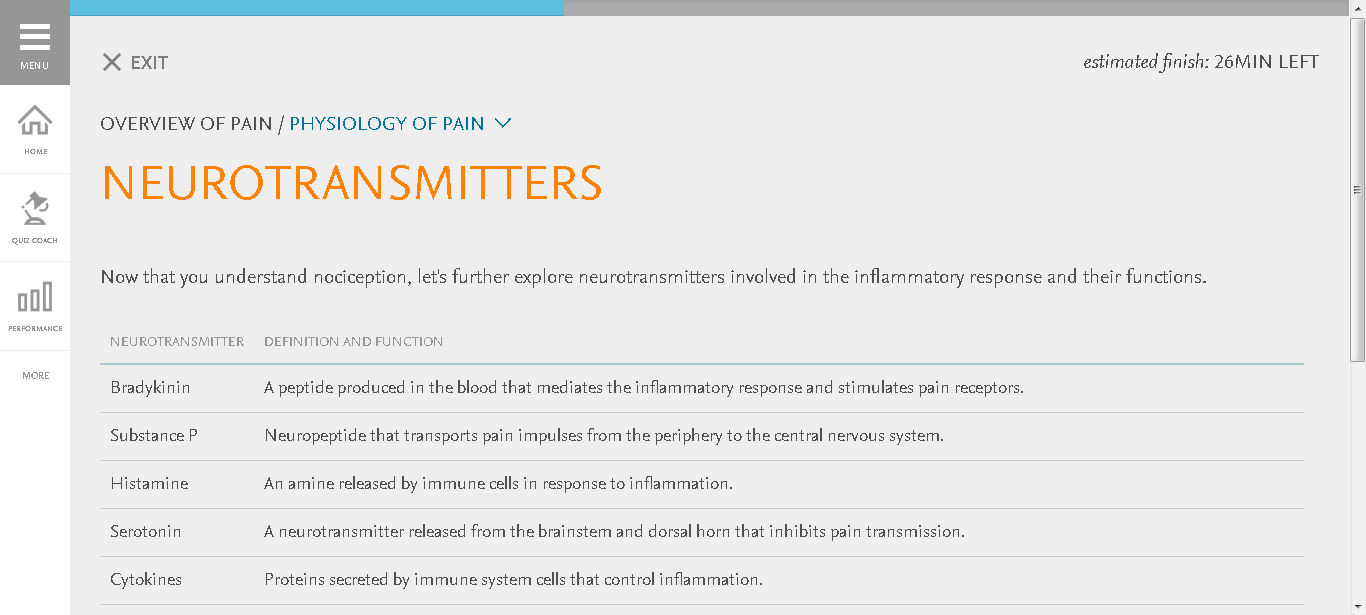 MENU
EXIT
estimated finish: 26MIN LEFT
HOME
QUIZ COACH
PERFORMANCE
MORE
OVERVIEW OF PAIN / PHYSIOLOGY OF PAIN
NEUROTRANSMITTERS
Now that you understand nociception, let's further explore neurotransmitters involved in the inflammatory response and their functions.
NEUROTRANSMITTER DEFINITION AND FUNCTION
Bradykinin A peptide produced in the blood that mediates the inflammatory response and stimulates pain receptors.
Substance P Neuropeptide that transports pain impulses from the periphery to the central nervous system.
Histamine An amine released by immune cells in response to inflammation.
Serotonin A neurotransmitter released from the brainstem and dorsal horn that inhibits pain transmission.
Cytokines Proteins secreted by immune system cells that control inflammation.